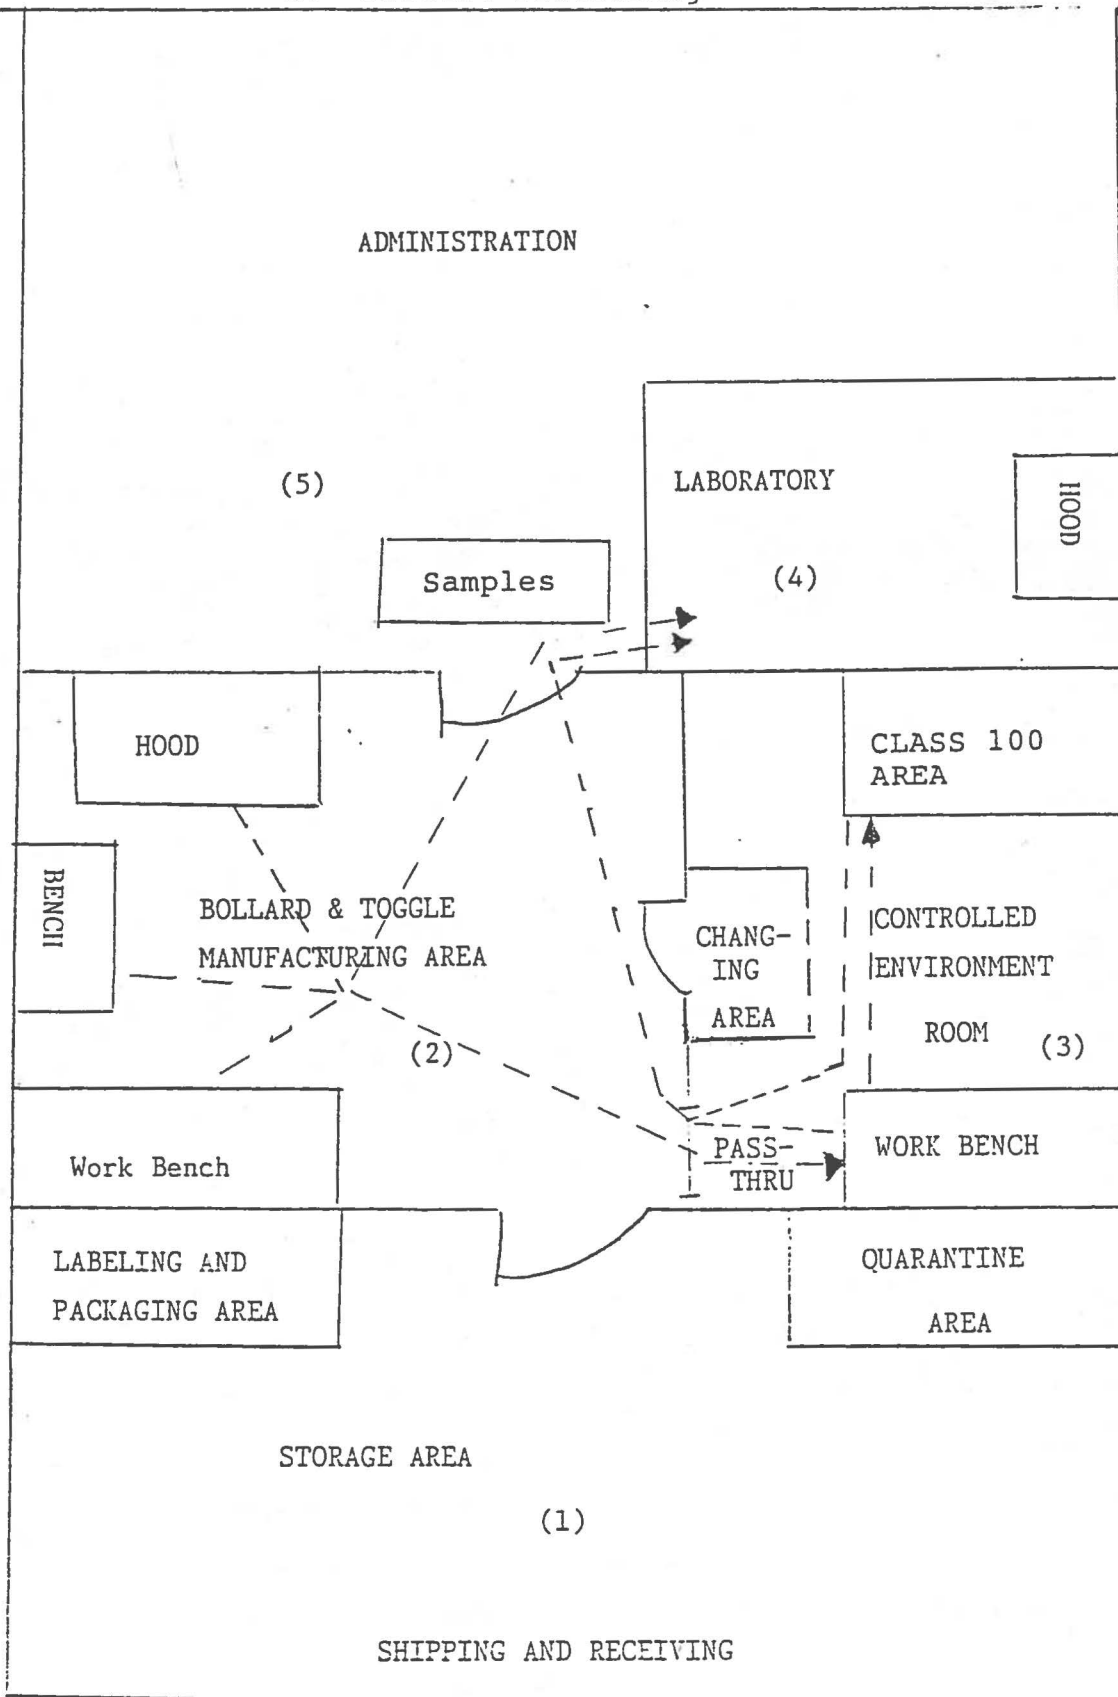 ADMINISTRATION
(5)
LABORATORY
HOOD
(4)
Samples
HOOD
CLASS 100
AREA
BENCH
BOLLARD & TOGGLE
MANUFACTURING AREA
CHANG-
ING
AREA
CONTROLLED
ENVIRONMENT
ROOM
(3)
(2)
Work Bench
PASS-
THRU
WORK BENCH
LABELING AND
PACKAGING AREA
QUARANTINE
AREA
STORAGE AREA
(1)
SHIPPING AND RECEIVING